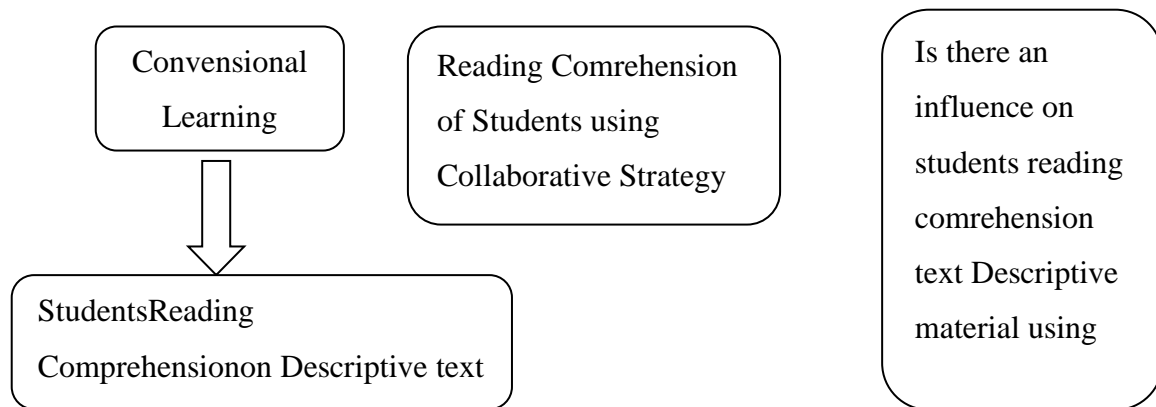 Convensional
Learning
Reading Comrehension
of Students using
Collaborative Strategy
StudentsReading
Comprehensionon Descriptive text
Is there an
influence on
students reading
comrehension
text Descriptive
material using